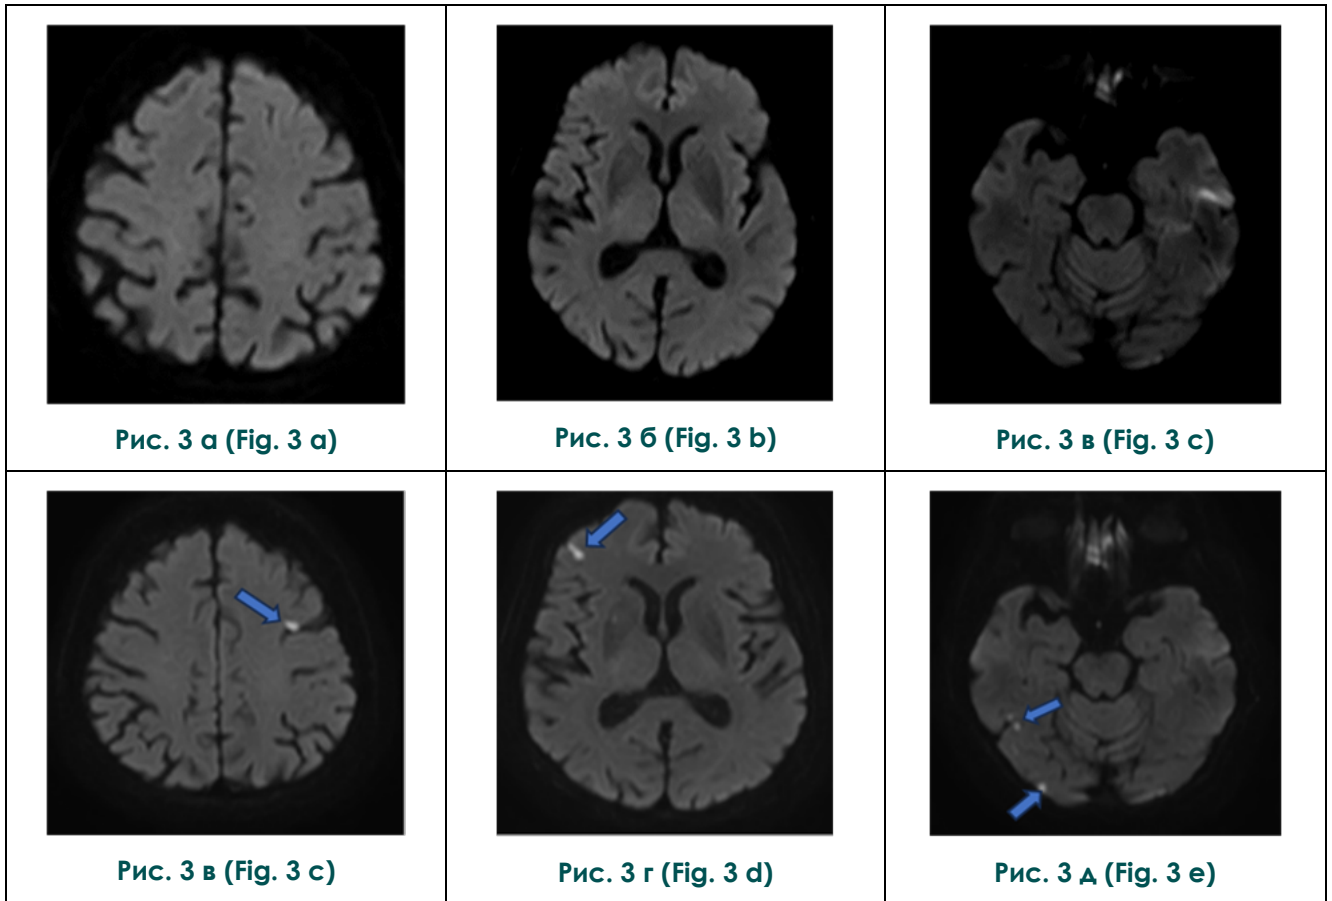 Рис. 3 а (Fig. 3 a)
Рис. 3 б (Fig. 3 b)
Рис. 3 в (Fig. 3 c)
Рис. 3 в (Fig. 3 c)
Рис. 3 г (Fig. 3 d)
Рис. 3 д (Fig. 3 e)